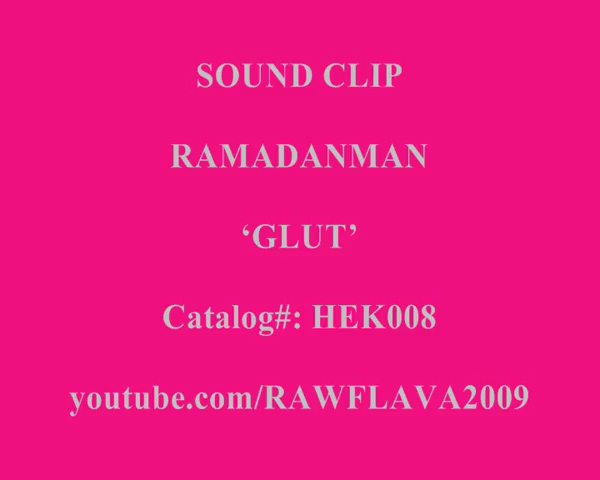 SOUND CLIP
RAMADANMAN
‘GLUT’
Catalog#: HEK008
youtube.com/RAWFLAVA2009